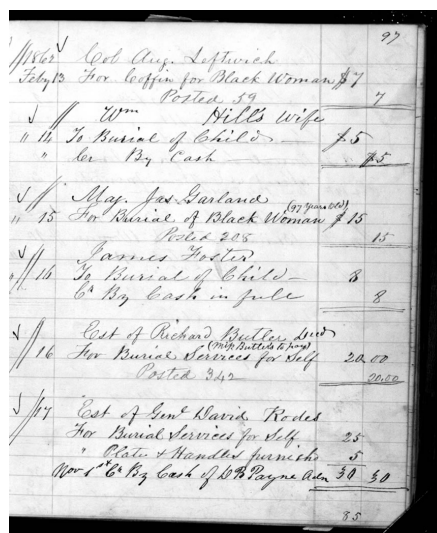 97
1862 Col Aug. Leftwich
Feby 13 For Coffin for Black Woman $7
Posted 59 7
// Wm Hill's Wife
" 14 To Burial of Child $5
" Cr By Cash $5
// Maj. Jas Garland
(97 Years Old)
" 15 For Burial of Black Woman $15
Posted 208 15
James Foster
" 16 To Burial of Child 8
Cr By Cash in full 8
// Est of Richard Butler Decd
(Miss Butler to pay)
16 For Burial Services for Self 20.00
Posted 342 20.00
// 17 Est of Genl David Rodes
For Burial Services for Self 25
" Plate & Handles furnishd 5
Nov 1st Cr By Cash of D B Payne Adm 30 30
85